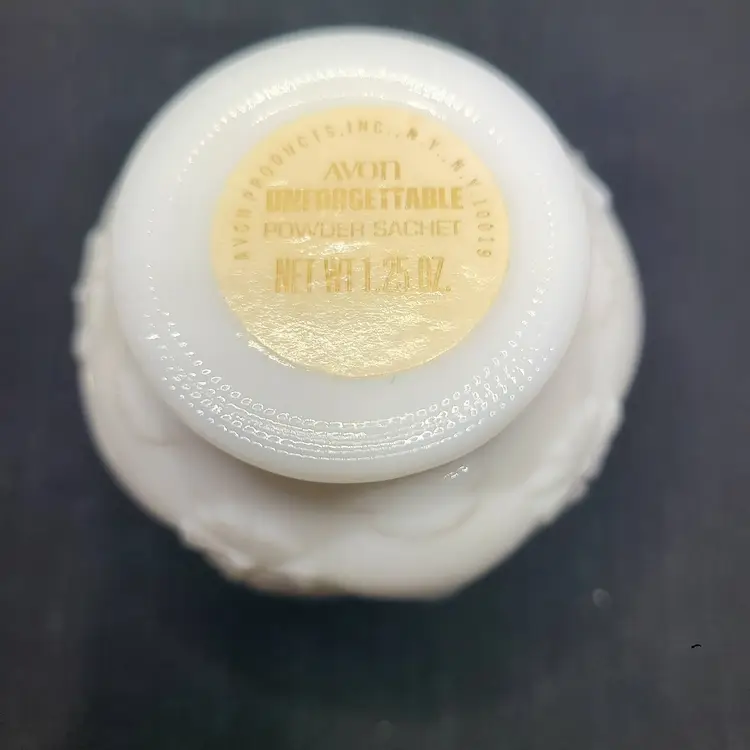 AVON PRODUCTS, INC., N.Y., N.Y. 10019
AVON
UNFORGETTABLE
POWDER SACHET
NET WT 1.25 OZ.